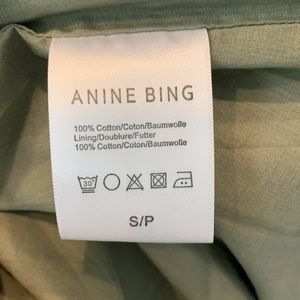 ANINE BING
100% Cotton/Coton/Baumwolle
Lining/Doublure/Futter
100% Cotton/Coton/Baumwolle
30°
S/P